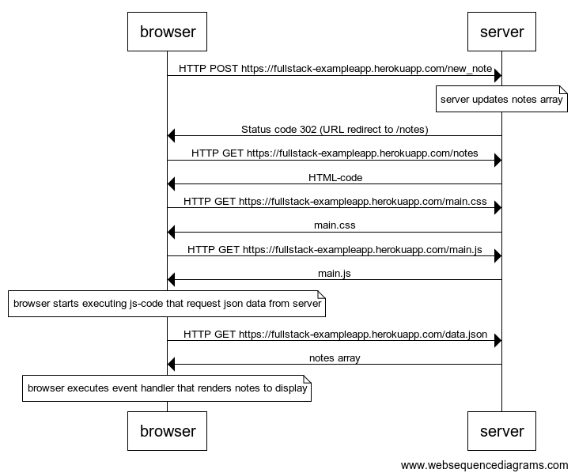 browser
server
HTTP POST https://fullstack-exampleapp.herokuapp.com/new_note
server updates notes array
Status code 302 (URL redirect to /notes)
HTTP GET https://fullstack-exampleapp.herokuapp.com/notes
HTML-code
HTTP GET https://fullstack-exampleapp.herokuapp.com/main.css
main.css
HTTP GET https://fullstack-exampleapp.herokuapp.com/main.js
main.js
browser starts executing js-code that request json data from server
HTTP GET https://fullstack-exampleapp.herokuapp.com/data.json
notes array
browser executes event handler that renders notes to display
browser
server
www.websequencediagrams.com